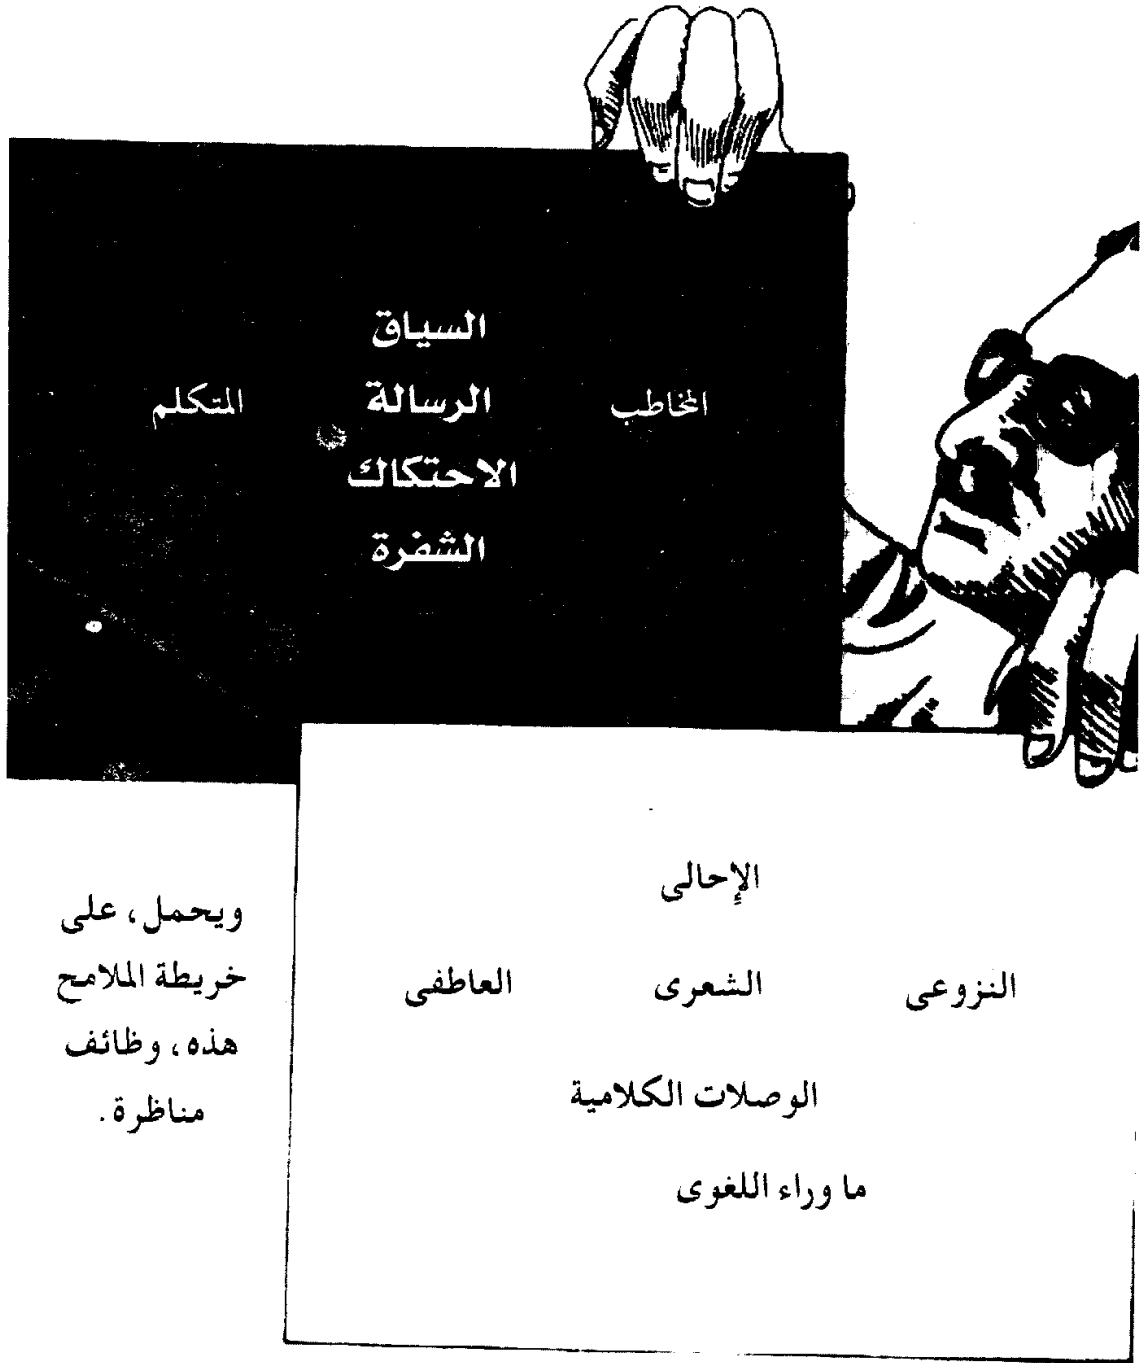 السياق
المخاطب الرسالة المتكلم
الاحتكاك
الشفرة
الإحالى
النزوعى الشعرى العاطفى
الوصلات الكلامية
ما وراء اللغوى
ويحمل، على
خريطة الملامح
هذه، وظائف
مناظرة.